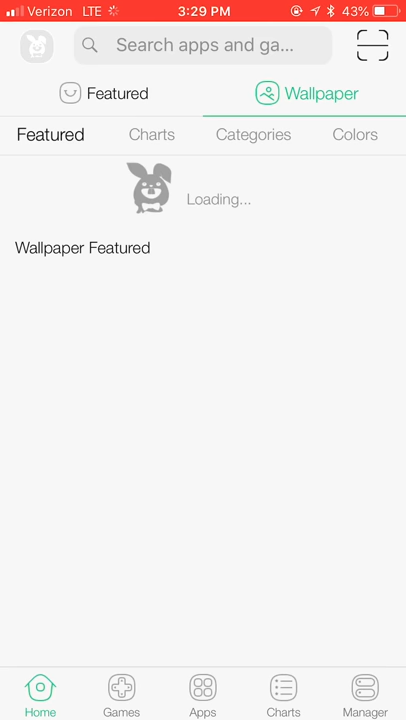 Verizon LTE 3:29 PM 43%
Search apps and ga...
Featured Wallpaper
Featured Charts Categories Colors
Loading...
Wallpaper Featured
Home Games Apps Charts Manager